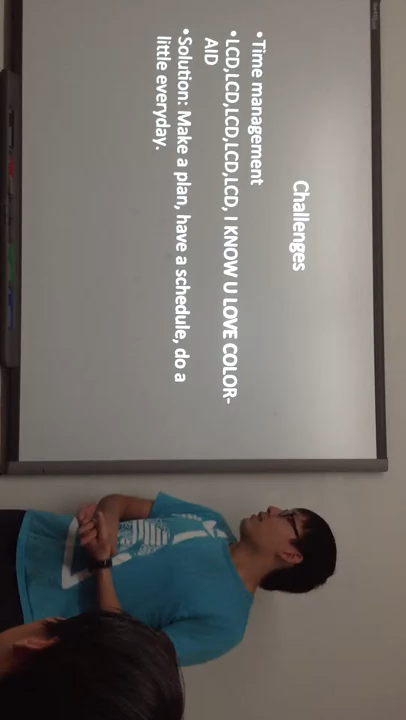 Challenges
•Time management
•LCD,LCD,LCD,LCD,LCD, I KNOW U LOVE COLOR-
AID
•Solution: Make a plan, have a schedule, do a
little everyday.